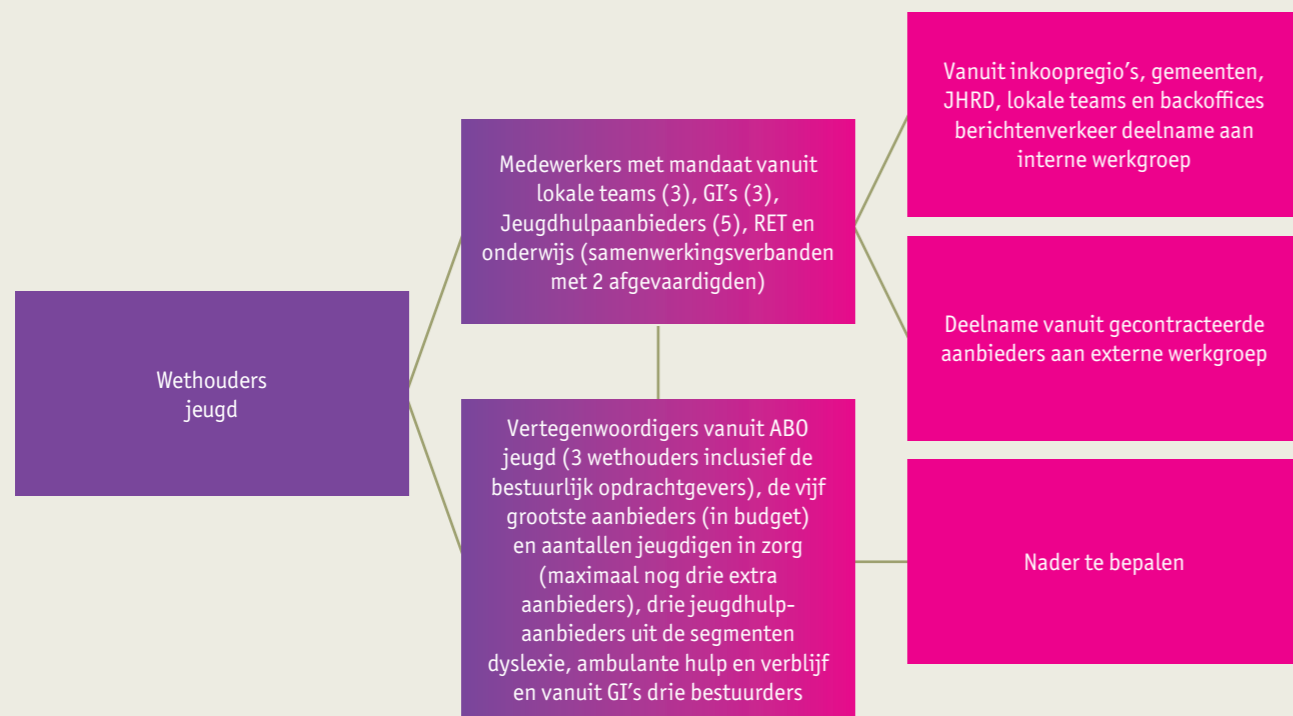 Wethouders
jeugd
Medewerkers met mandaat vanuit
lokale teams (3), GI’s (3),
Jeugdhulpaanbieders (5), RET en
onderwijs (samenwerkingsverbanden
met 2 afgevaardigden)
Vertegenwoordigers vanuit ABO
jeugd (3 wethouders inclusief de
bestuurlijk opdrachtgevers), de vijf
grootste aanbieders (in budget)
en aantallen jeugdigen in zorg
(maximaal nog drie extra
aanbieders), drie jeugdhulp-
aanbieders uit de segmenten
dyslexie, ambulante hulp en verblijf
en vanuit GI’s drie bestuurders
Vanuit inkoopregio’s, gemeenten,
JHRD, lokale teams en backoffices
berichtenverkeer deelname aan
interne werkgroep
Deelname vanuit gecontracteerde
aanbieders aan externe werkgroep
Nader te bepalen